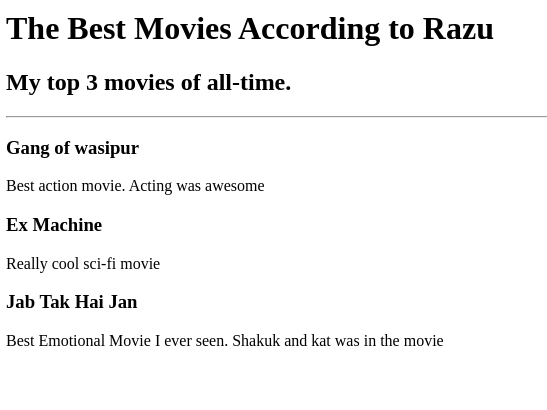 The Best Movies According to Razu
My top 3 movies of all-time.
Gang of wasipur
Best action movie. Acting was awesome
Ex Machine
Really cool sci-fi movie
Jab Tak Hai Jan
Best Emotional Movie I ever seen. Shakuk and kat was in the movie